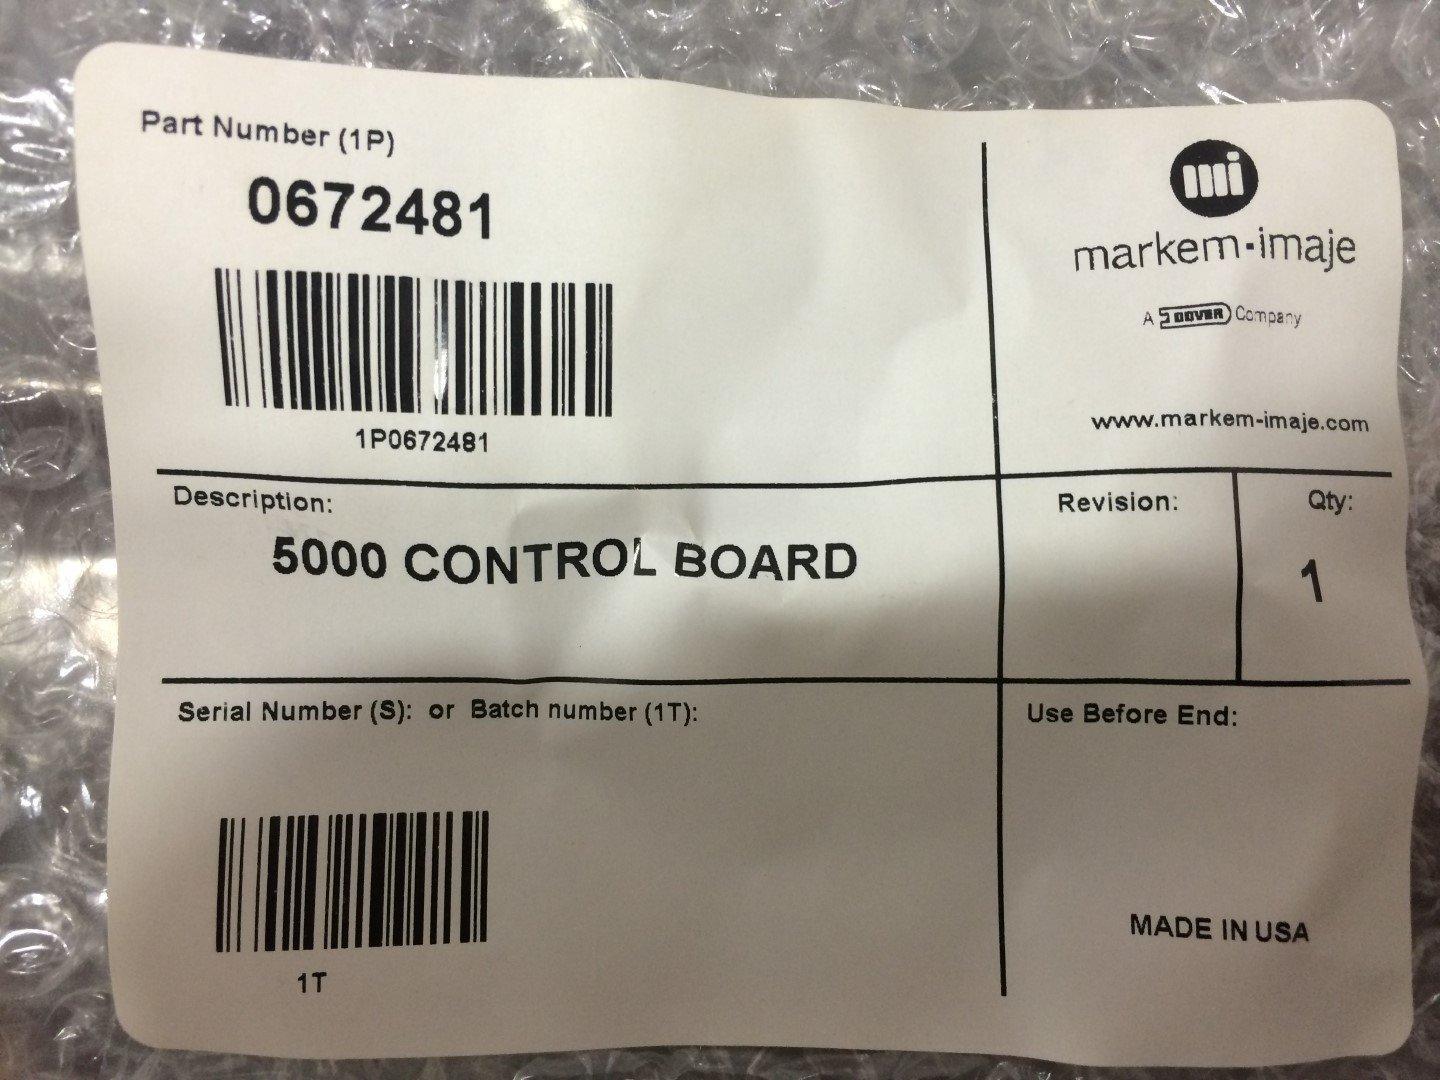 Part Number (1P)
0672481
1P0672481
markem-imaje
A DOVER Company
www.markem-imaje.com
Description:
5000 CONTROL BOARD
Revision:
Qty:
1
Serial Number (S): or Batch number (1T):
1T
Use Before End:
MADE IN USA